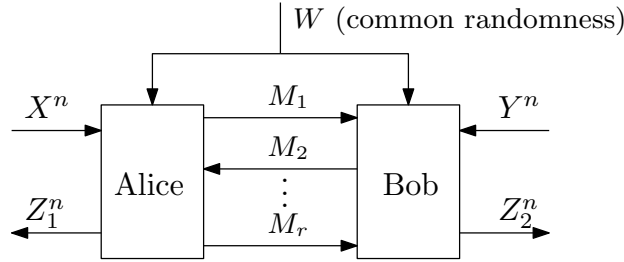 W (common randomness)
X^n
M_1
Y^n
M_2
Alice
⋮
Bob
Z_1^n
Z_2^n
M_r